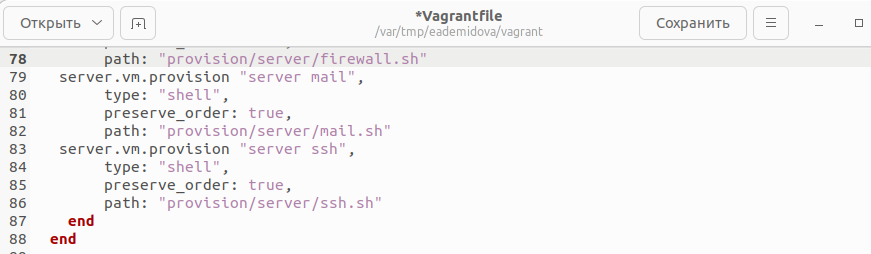 Открыть
*Vagrantfile
/var/tmp/eademidova/vagrant
Сохранить
78 path: "provision/server/firewall.sh"
79 server.vm.provision "server mail",
80 type: "shell",
81 preserve_order: true,
82 path: "provision/server/mail.sh"
83 server.vm.provision "server ssh",
84 type: "shell",
85 preserve_order: true,
86 path: "provision/server/ssh.sh"
87 end
88 end